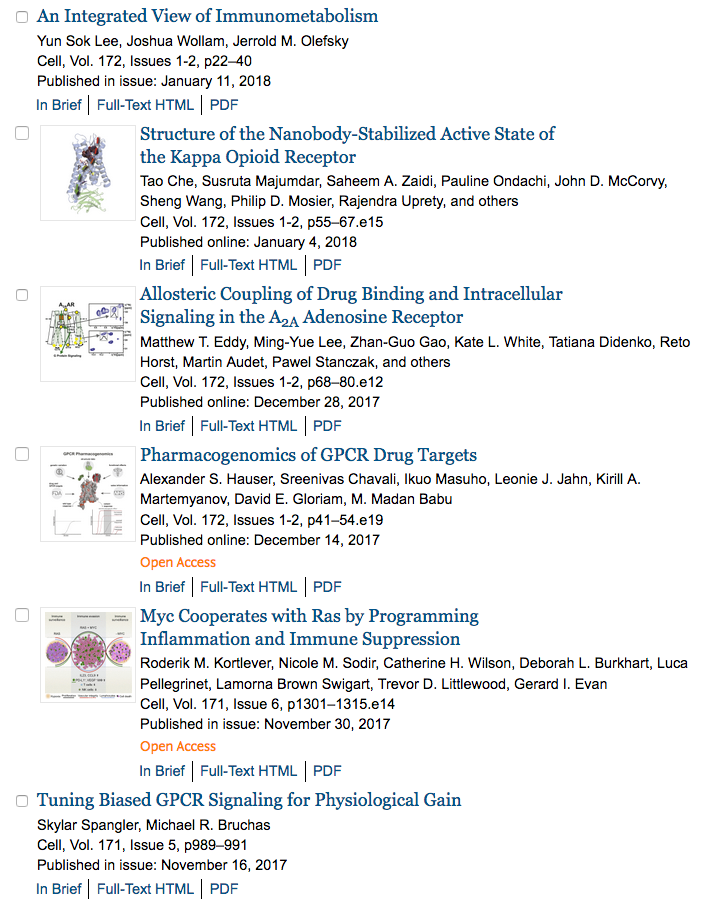 An Integrated View of Immunometabolism
Yun Sok Lee, Joshua Wollam, Jerrold M. Olefsky
Cell, Vol. 172, Issues 1-2, p22–40
Published in issue: January 11, 2018
In Brief | Full-Text HTML | PDF
Structure of the Nanobody-Stabilized Active State of
the Kappa Opioid Receptor
Tao Che, Susruta Majumdar, Saheem A. Zaidi, Pauline Ondachi, John D. McCorvy,
Sheng Wang, Philip D. Mosier, Rajendra Uprety, and others
Cell, Vol. 172, Issues 1-2, p55–67.e15
Published online: January 4, 2018
In Brief | Full-Text HTML | PDF
Allosteric Coupling of Drug Binding and Intracellular
Signaling in the A2A Adenosine Receptor
Matthew T. Eddy, Ming-Yue Lee, Zhan-Guo Gao, Kate L. White, Tatiana Didenko, Reto
Horst, Martin Audet, Pawel Stanczak, and others
Cell, Vol. 172, Issues 1-2, p68–80.e12
Published online: December 28, 2017
In Brief | Full-Text HTML | PDF
GPCR Pharmacogenomics
Pharmacogenomics of GPCR Drug Targets
Alexander S. Hauser, Sreenivas Chavali, Ikuo Masuho, Leonie J. Jahn, Kirill A.
Martemyanov, David E. Gloriam, M. Madan Babu
Cell, Vol. 172, Issues 1-2, p41–54.e19
Published online: December 14, 2017
Open Access
In Brief | Full-Text HTML | PDF
Myc Cooperates with Ras by Programming
Inflammation and Immune Suppression
Roderik M. Kortlever, Nicole M. Sodir, Catherine H. Wilson, Deborah L. Burkhart, Luca
Pellegrinet, Lamorna Brown Swigart, Trevor D. Littlewood, Gerard I. Evan
Cell, Vol. 171, Issue 6, p1301–1315.e14
Published in issue: November 30, 2017
Open Access
In Brief | Full-Text HTML | PDF
Tuning Biased GPCR Signaling for Physiological Gain
Skylar Spangler, Michael R. Bruchas
Cell, Vol. 171, Issue 5, p989–991
Published in issue: November 16, 2017
In Brief | Full-Text HTML | PDF